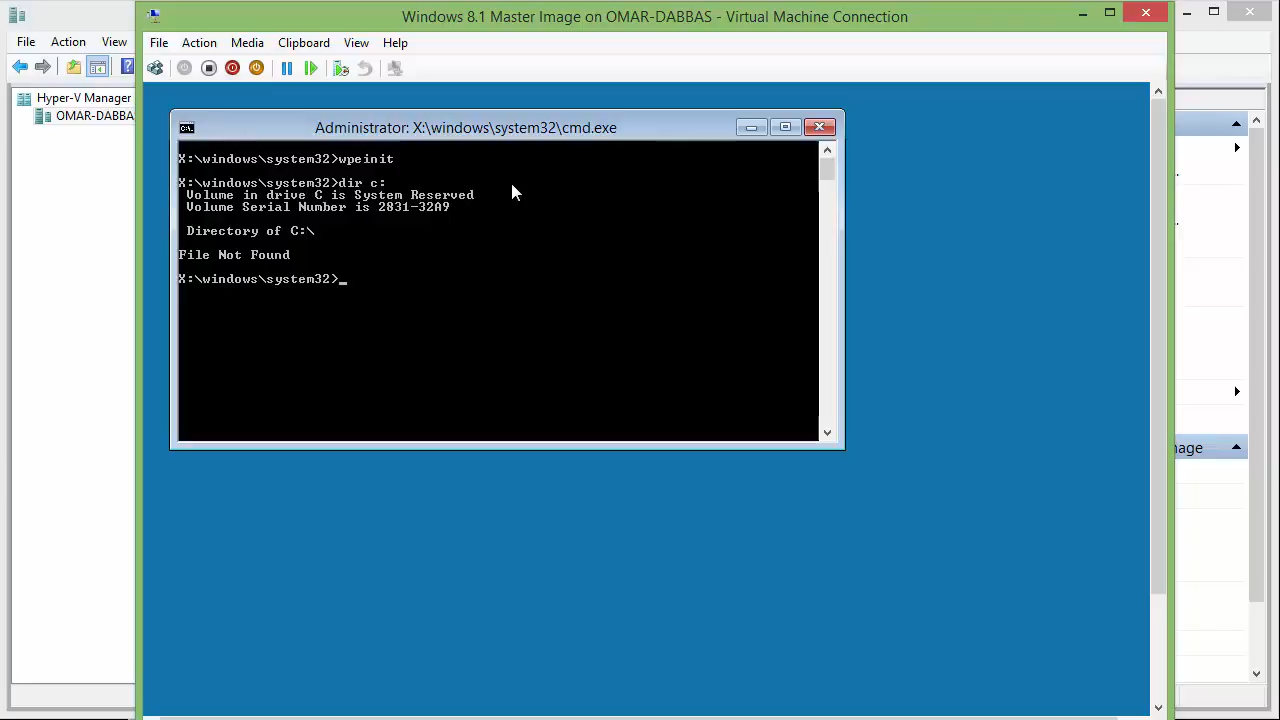 Windows 8.1 Master Image on OMAR-DABBAS - Virtual Machine Connection
File Action View
File Action Media Clipboard View Help
Hyper-V Manager
OMAR-DABBA
Administrator: X:\windows\system32\cmd.exe
X:\windows\system32>wpeinit
X:\windows\system32>dir c:
Volume in drive C is System Reserved
Volume Serial Number is 2831-32A9
Directory of C:\
File Not Found
X:\windows\system32>_
nage